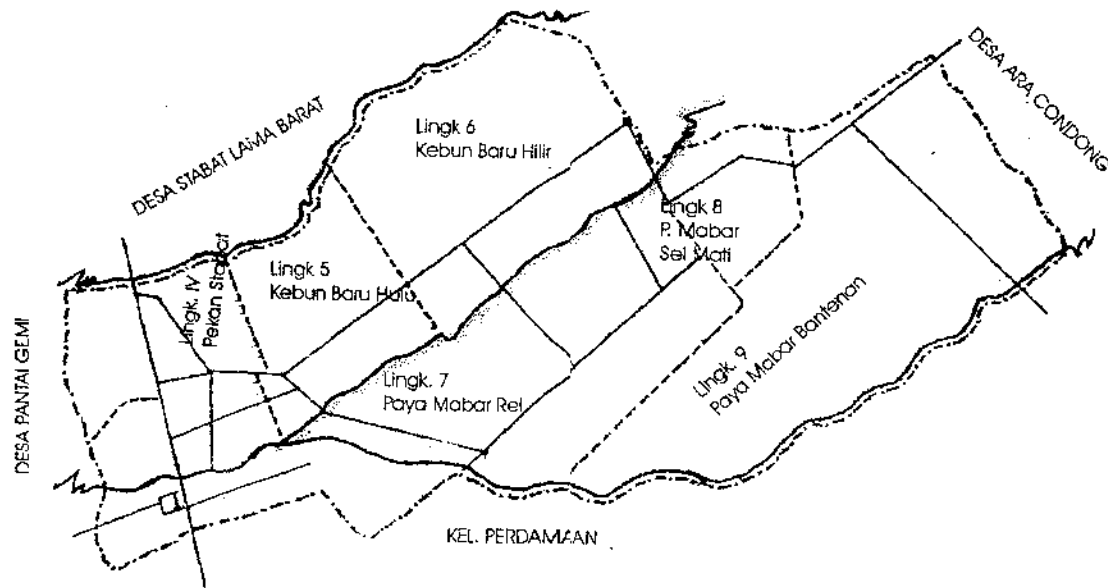 DESA STABAT LAMA BARAT
DESA ARA CONDONG
Lingk 6
Kebun Baru Hilir
Lingk 8
P. Mabar
Sei Mati
Lingk 5
Kebun Baru Hulu
Lingk. IV
Pekan Stabat
DESA PANTAI GEMI
Lingk. 7
Paya Mabar Rel
Lingk. 9
Paya Mabar Bantenan
KEL. PERDAMAAN